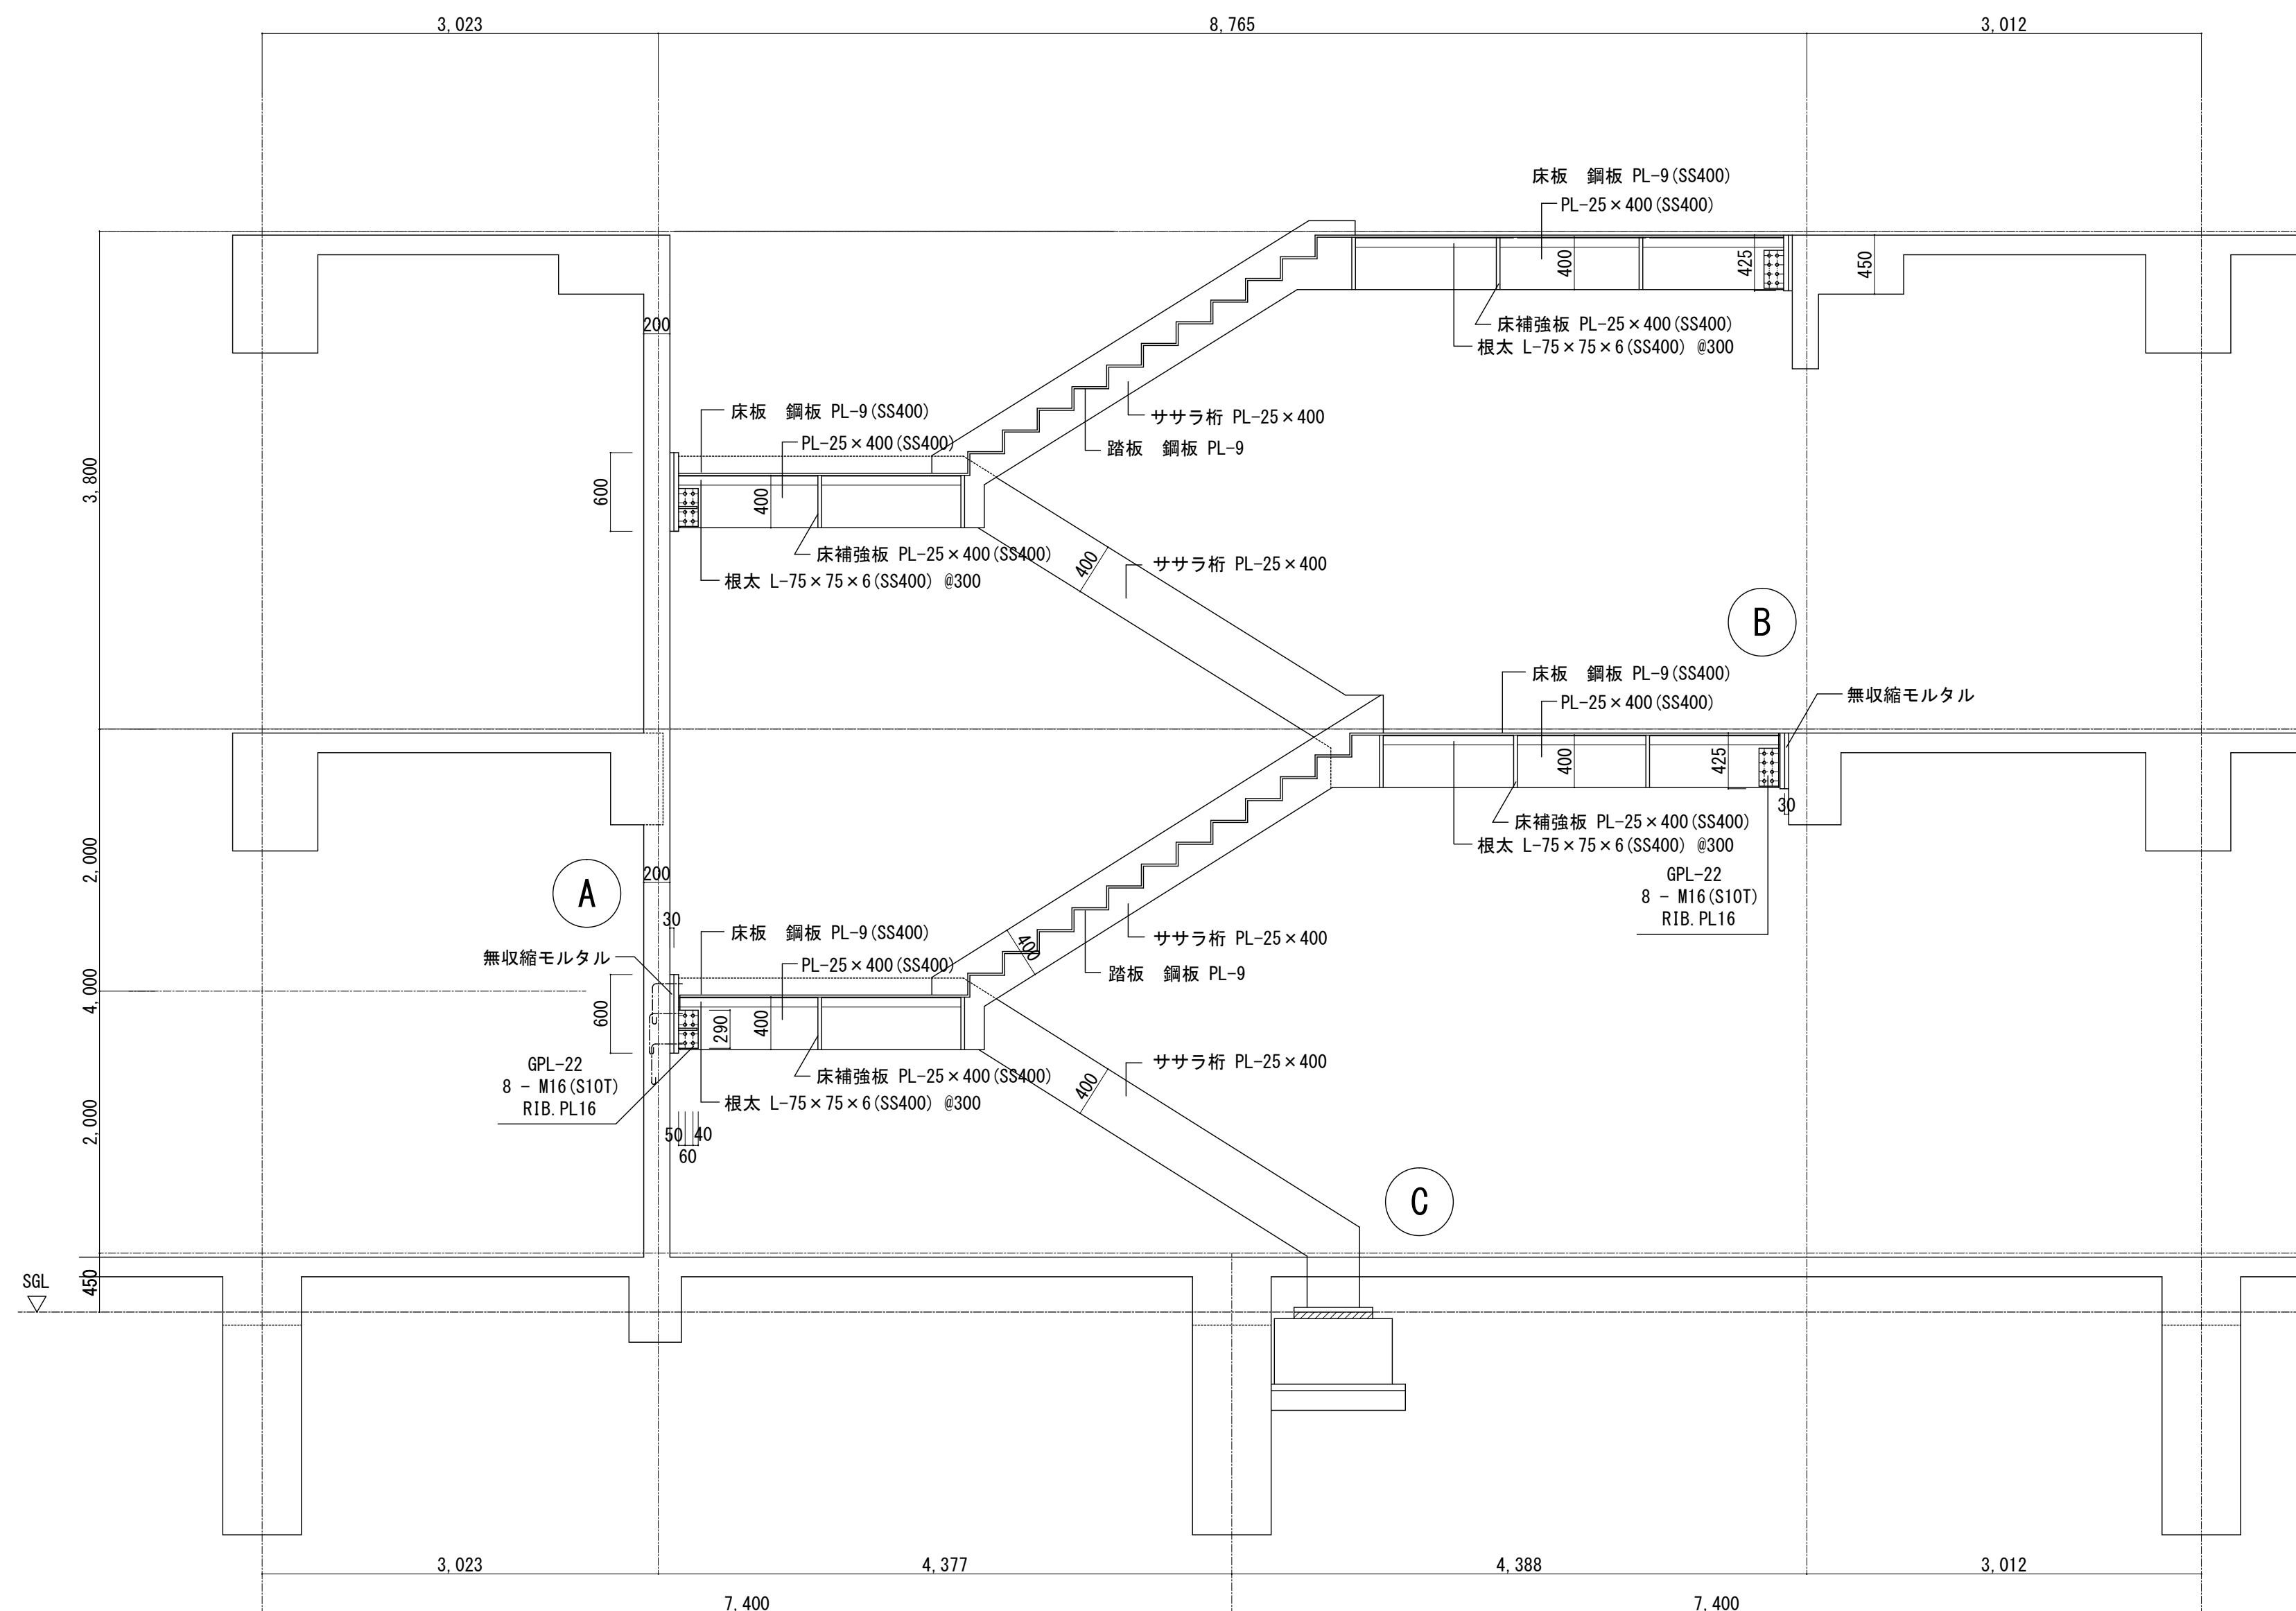 3,023
8,765
3,012
床板　鋼板 PL-9(SS400)
PL-25×400(SS400)
400
425
450
床補強板 PL-25×400(SS400)
根太 L-75×75×6(SS400) @300
200
床板　鋼板 PL-9(SS400)
PL-25×400(SS400)
ササラ桁 PL-25×400
踏板　鋼板 PL-9
3,800
600
400
床補強板 PL-25×400(SS400)
根太 L-75×75×6(SS400) @300
400
ササラ桁 PL-25×400
B
床板　鋼板 PL-9(SS400)
PL-25×400(SS400)
無収縮モルタル
400
425
30
床補強板 PL-25×400(SS400)
根太 L-75×75×6(SS400) @300
GPL-22
8 - M16(S10T)
RIB.PL16
2,000
A
200
30
床板　鋼板 PL-9(SS400)
PL-25×400(SS400)
400
ササラ桁 PL-25×400
踏板　鋼板 PL-9
無収縮モルタル
4,000
600
290
400
GPL-22
8 - M16(S10T)
RIB.PL16
床補強板 PL-25×400(SS400)
根太 L-75×75×6(SS400) @300
400
ササラ桁 PL-25×400
2,000
50
40
60
C
SGL
450
3,023
4,377
4,388
3,012
7,400
7,400